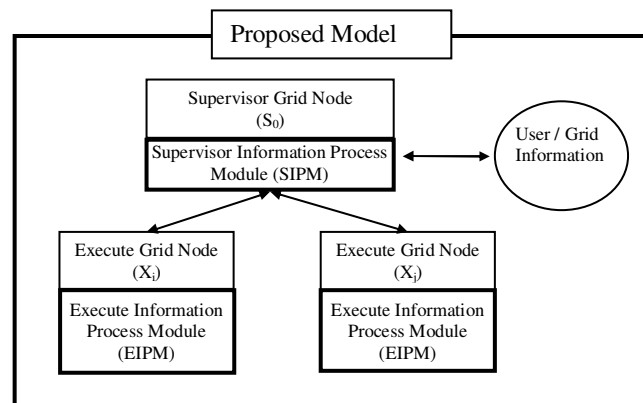 Proposed Model
Supervisor Grid Node
(S₀)
Supervisor Information Process
Module (SIPM)
User / Grid
Information
Execute Grid Node
(Xᵢ)
Execute Information
Process Module
(EIPM)
Execute Grid Node
(Xⱼ)
Execute Information
Process Module
(EIPM)